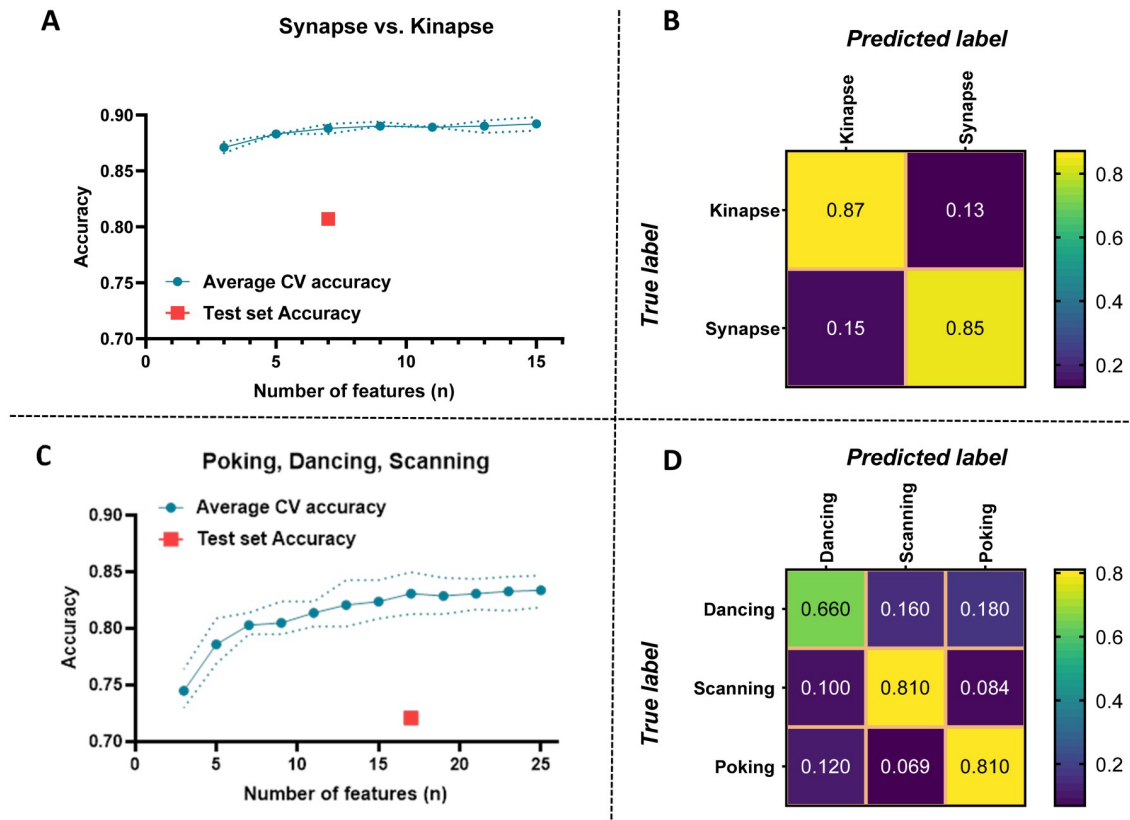 A
Synapse vs. Kinapse
0.90
0.85
0.80
0.75
0.70
Accuracy
Average CV accuracy
Test set Accuracy
0 5 10 15
Number of features (n)
B
Predicted label
Kinapse Synapse
True label
Kinapse 0.87 0.13
Synapse 0.15 0.85
0.8
0.6
0.4
0.2
C
Poking, Dancing, Scanning
Average CV accuracy
Test set Accuracy
0.90
0.85
0.80
0.75
0.70
Accuracy
0 5 10 15 20 25
Number of features (n)
D
Predicted label
Dancing Scanning Poking
True label
Dancing 0.660 0.160 0.180
Scanning 0.100 0.810 0.084
Poking 0.120 0.069 0.810
0.8
0.6
0.4
0.2